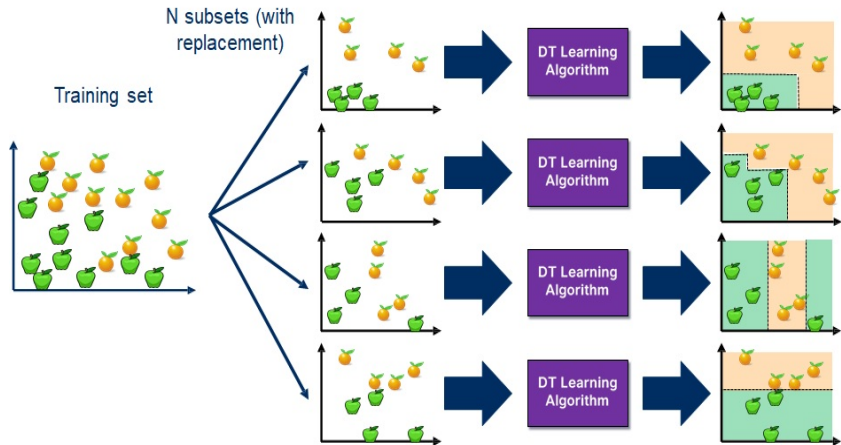 N subsets (with
replacement)
Training set
DT Learning
Algorithm
DT Learning
Algorithm
DT Learning
Algorithm
DT Learning
Algorithm